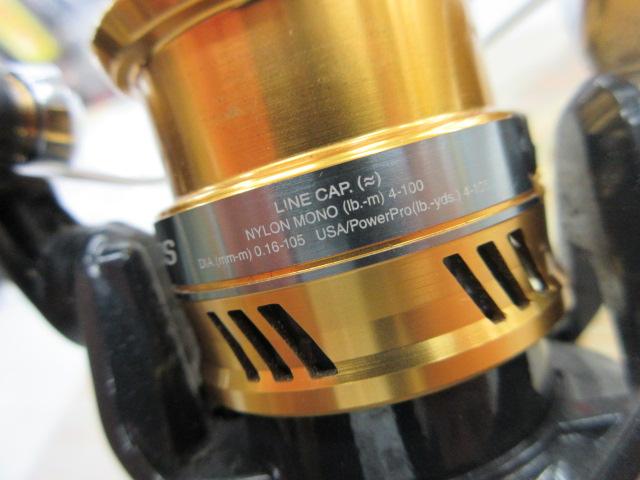 LINE CAP. (≈)
NYLON MONO (lb.-m) 4-100
DIA.(mm-m) 0.16-105 USA/PowerPro(lb.-yds.)
S